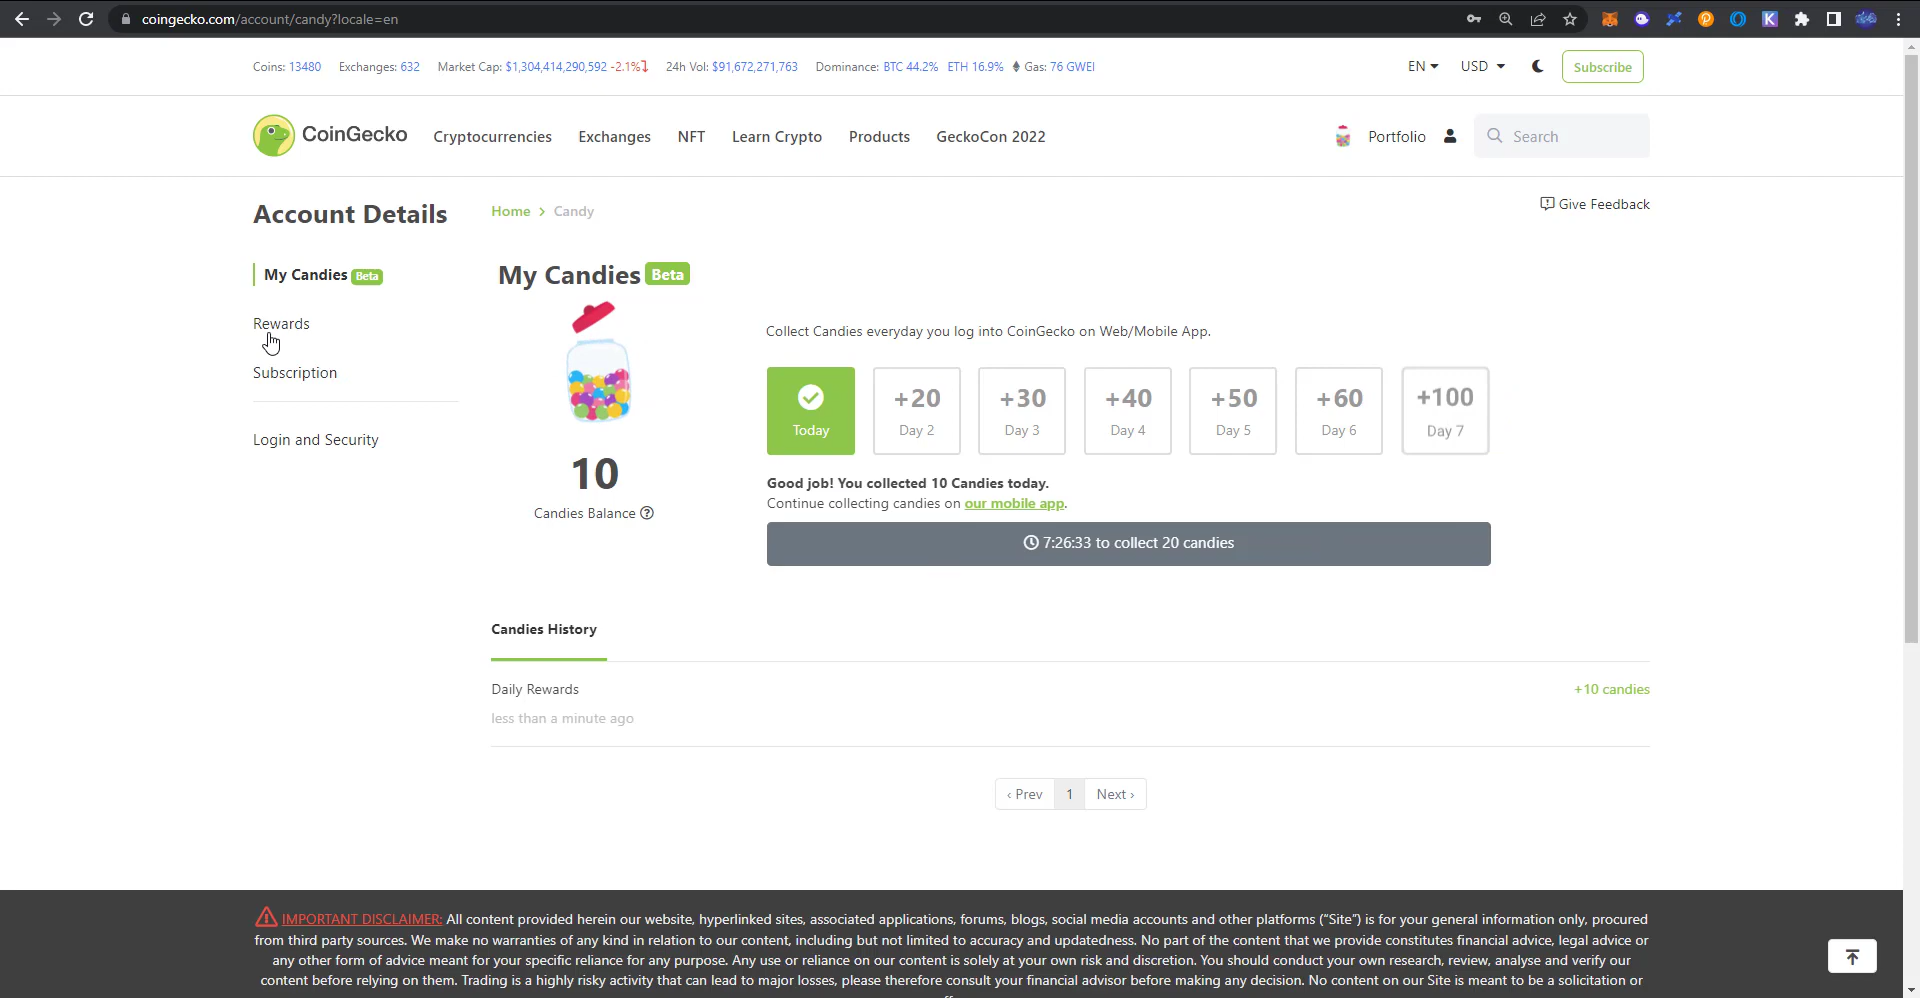 coingecko.com/account/candy?locale=en
Coins: 13480 Exchanges: 632 Market Cap: $1,304,414,290,592 -2.1% 24h Vol: $91,672,271,763 Dominance: BTC 44.2% ETH 16.9% Gas: 76 GWEI
EN USD Subscribe
CoinGecko Cryptocurrencies Exchanges NFT Learn Crypto Products GeckoCon 2022 Portfolio Search
Account Details
Home > Candy
Give Feedback
My Candies Beta
Rewards
Subscription
Login and Security
My Candies Beta
10
Candies Balance
Collect Candies everyday you log into CoinGecko on Web/Mobile App.
Today
+20
Day 2
+30
Day 3
+40
Day 4
+50
Day 5
+60
Day 6
+100
Day 7
Good job! You collected 10 Candies today.
Continue collecting candies on our mobile app.
7:26:33 to collect 20 candies
Candies History
Daily Rewards +10 candies
less than a minute ago
‹ Prev 1 Next ›
IMPORTANT DISCLAIMER: All content provided herein our website, hyperlinked sites, associated applications, forums, blogs, social media accounts and other platforms (“Site”) is for your general information only, procured
from third party sources. We make no warranties of any kind in relation to our content, including but not limited to accuracy and updatedness. No part of the content that we provide constitutes financial advice, legal advice or
any other form of advice meant for your specific reliance for any purpose. Any use or reliance on our content is solely at your own risk and discretion. You should conduct your own research, review, analyse and verify our
content before relying on them. Trading is a highly risky activity that can lead to major losses, please therefore consult your financial advisor before making any decision. No content on our Site is meant to be a solicitation or